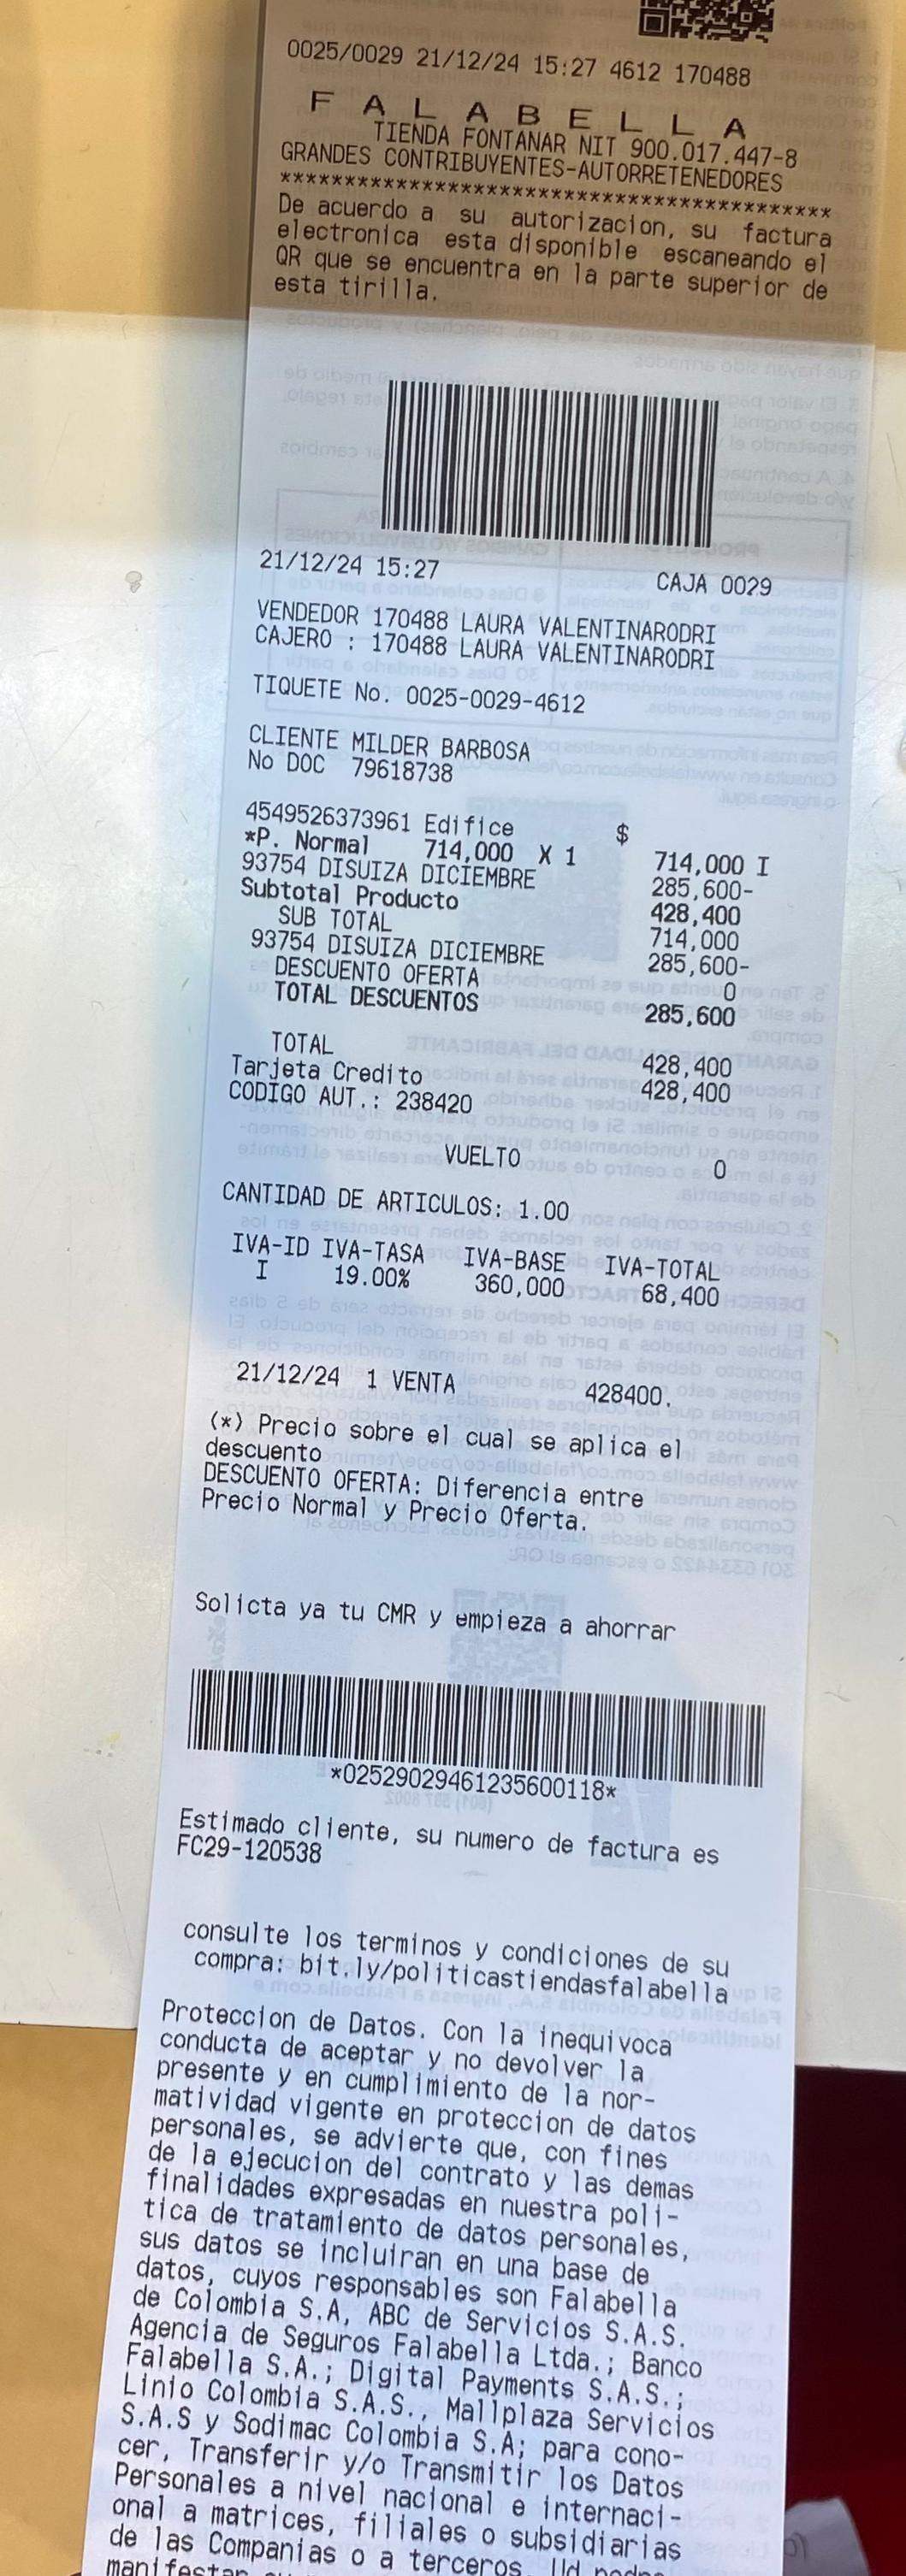 0025/0029 21/12/24 15:27 4612 170488
F A L A B E L L A
TIENDA FONTANAR NIT 900.017.447-8
GRANDES CONTRIBUYENTES-AUTORRETENEDORES
******************************************
De acuerdo a su autorizacion, su factura
electronica esta disponible escaneando el
QR que se encuentra en la parte superior de
esta tirilla.
21/12/24 15:27 CAJA 0029
VENDEDOR 170488 LAURA VALENTINARODRI
CAJERO : 170488 LAURA VALENTINARODRI
TIQUETE No. 0025-0029-4612
CLIENTE MILDER BARBOSA
No DOC 79618738
4549526373961 Edifice $
*P. Normal 714,000 X 1 714,000 I
93754 DISUIZA DICIEMBRE 285,600-
Subtotal Producto 428,400
SUB TOTAL 714,000
93754 DISUIZA DICIEMBRE 285,600-
DESCUENTO OFERTA 0
TOTAL DESCUENTOS 285,600
TOTAL 428,400
Tarjeta Credito 428,400
CODIGO AUT.: 238420
VUELTO 0
CANTIDAD DE ARTICULOS: 1.00
IVA-ID IVA-TASA IVA-BASE IVA-TOTAL
I 19.00% 360,000 68,400
21/12/24 1 VENTA 428400.
(*) Precio sobre el cual se aplica el
descuento
DESCUENTO OFERTA: Diferencia entre
Precio Normal y Precio Oferta.
Solicta ya tu CMR y empieza a ahorrar
*02529029461235600118*
Estimado cliente, su numero de factura es
FC29-120538
consulte los terminos y condiciones de su
compra: bit.ly/politicastiendasfalabella
Proteccion de Datos. Con la inequivoca
conducta de aceptar y no devolver la
presente y en cumplimiento de la nor-
matividad vigente en proteccion de datos
personales, se advierte que, con fines
de la ejecucion del contrato y las demas
finalidades expresadas en nuestra poli-
tica de tratamiento de datos personales,
sus datos se incluiran en una base de
datos, cuyos responsables son Falabella
de Colombia S.A, ABC de Servicios S.A.S.
Agencia de Seguros Falabella Ltda.; Banco
Falabella S.A.; Digital Payments S.A.S.;
Linio Colombia S.A.S., Mallplaza Servicios
S.A.S y Sodimac Colombia S.A; para cono-
cer, Transferir y/o Transmitir los Datos
Personales a nivel nacional e internaci-
onal a matrices, filiales o subsidiarias
de las Companias o a terceros. Ud